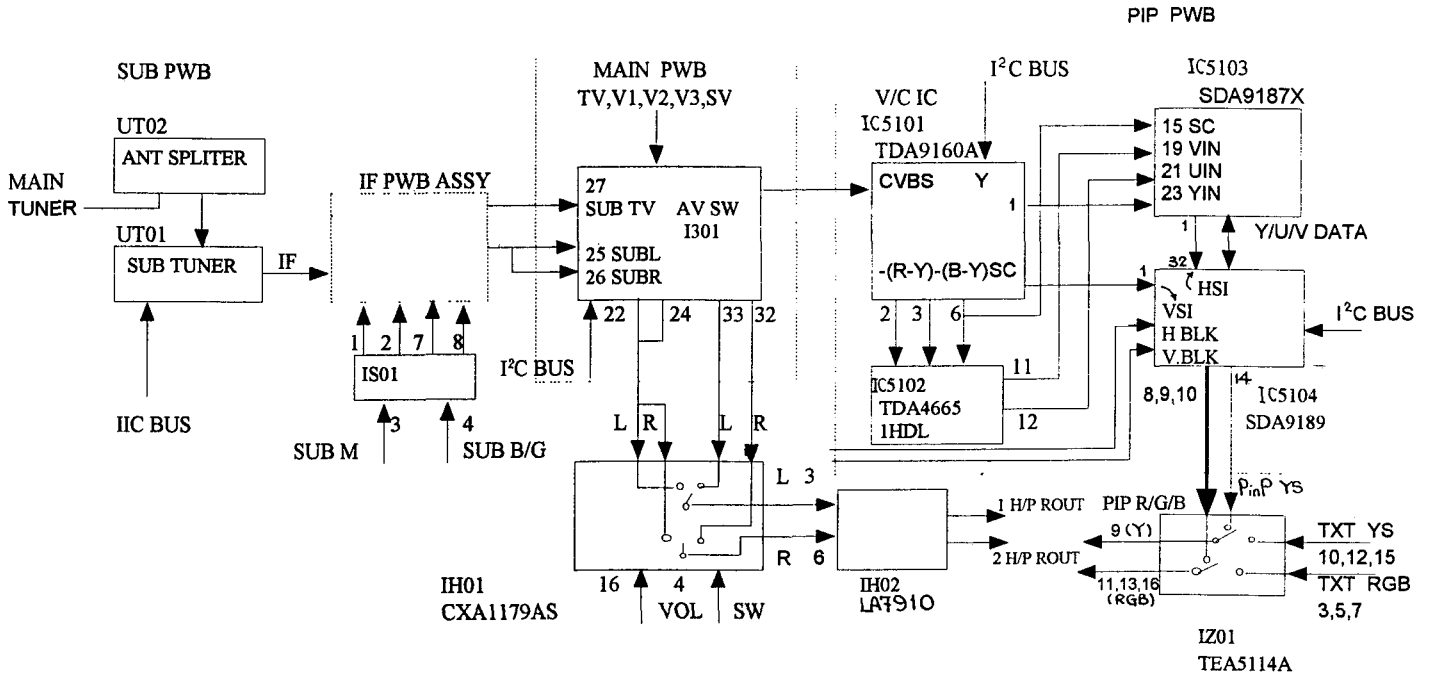 PIP PWB
SUB PWB
MAIN PWB
TV,V1,V2,V3,SV
I²C BUS
IC5103
SDA9187X
V/C IC
IC5101
TDA9160A
UT02
ANT SPLITER
MAIN
TUNER
IF PWB ASSY
27
SUB TV
AV SW
I301
25 SUBL
26 SUBR
CVBS Y
1
-(R-Y)-(B-Y)SC
15 SC
19 VIN
21 UIN
23 YIN
UT01
SUB TUNER
IF
1
Y/U/V DATA
1
32
HSI
VSI
H BLK
V.BLK
I²C BUS
22 24 33 32
2 3 6
I²C BUS
1 2 7 8
IS01
3 4
IIC BUS
SUB M
SUB B/G
IC5102
TDA4665
1HDL
11
12
8,9,10
14
IC5104
SDA9189
L R L R
L 3
R 6
16 4
VOL SW
IH01
CXA1179AS
IH02
LA7910
1 H/P ROUT
2 H/P ROUT
PIP R/G/B
PinP YS
9 (Y)
11,13,16
(RGB)
TXT YS
10,12,15
TXT RGB
3,5,7
IZ01
TEA5114A